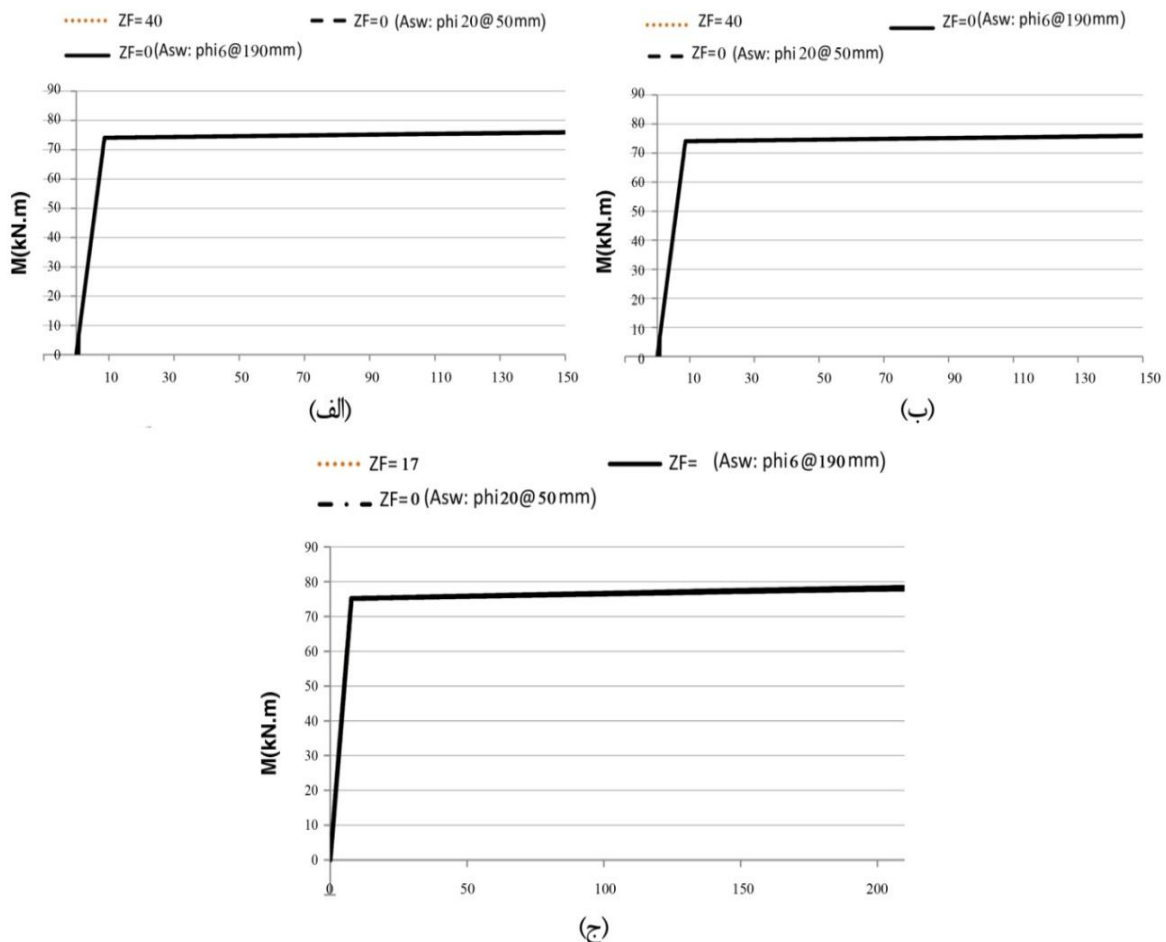 ZF=40 ZF=0 (Asw: phi 20@50mm)
ZF=0(Asw: phi6@190mm)
90
80
70
60
50
40
30
20
10
0
M(kN.m)
10 30 50 70 90 110 130 150
(الف)
ZF=40 ZF=0(Asw: phi6@190mm)
ZF=0 (Asw: phi 20@50mm)
90
80
70
60
50
40
30
20
10
0
M(kN.m)
10 30 50 70 90 110 130 150
(ب)
ZF=17 ZF= (Asw: phi6@190mm)
ZF=0 (Asw: phi20@50mm)
90
80
70
60
50
40
30
20
10
0
M(kN.m)
0 50 100 150 200
(ج)